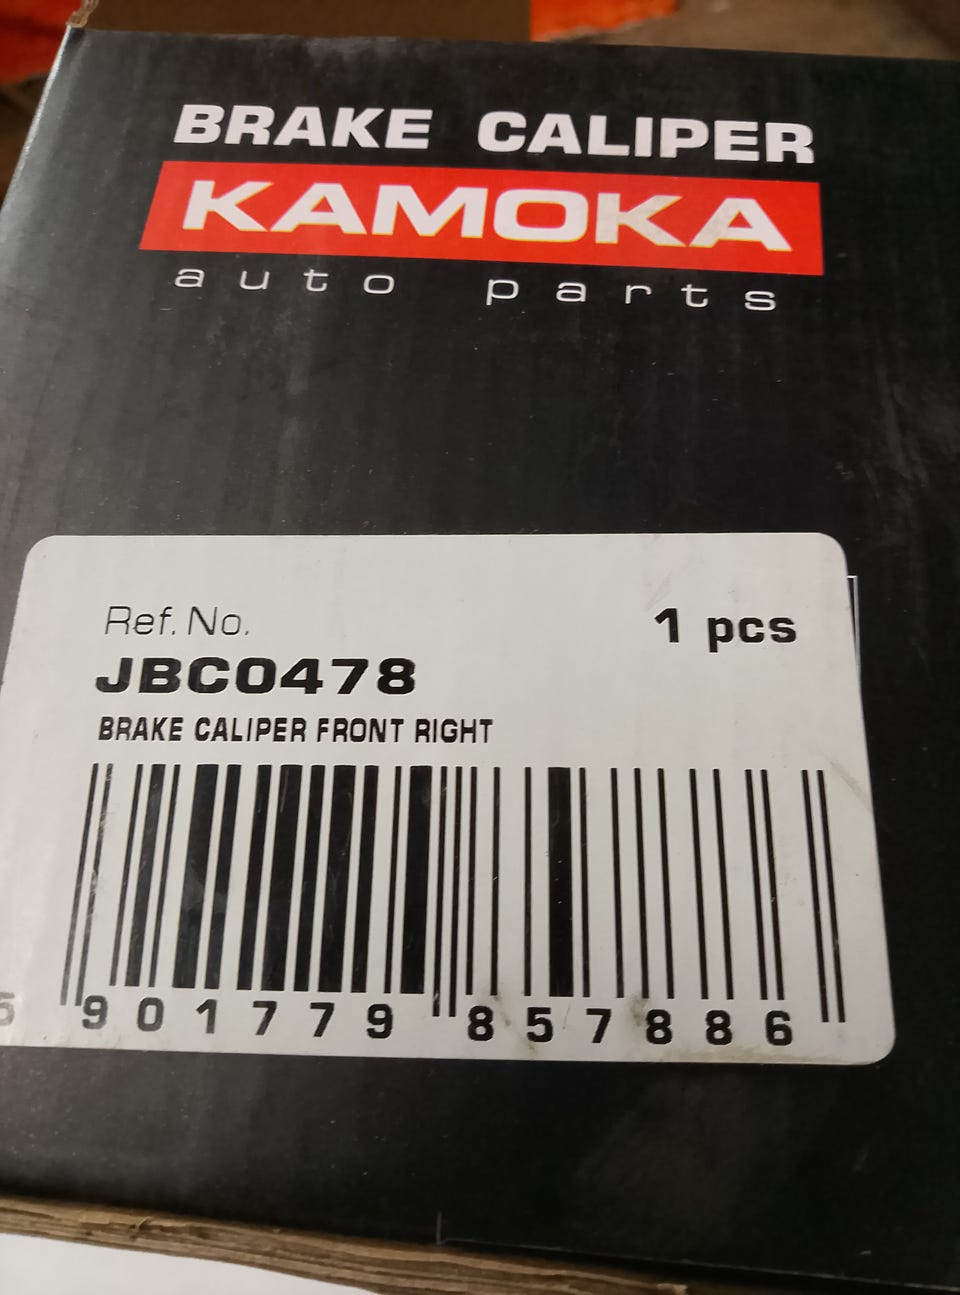 BRAKE CALIPER
KAMOKA
auto parts
Ref. No.
1 pcs
JBC0478
BRAKE CALIPER FRONT RIGHT
5 901779 857886